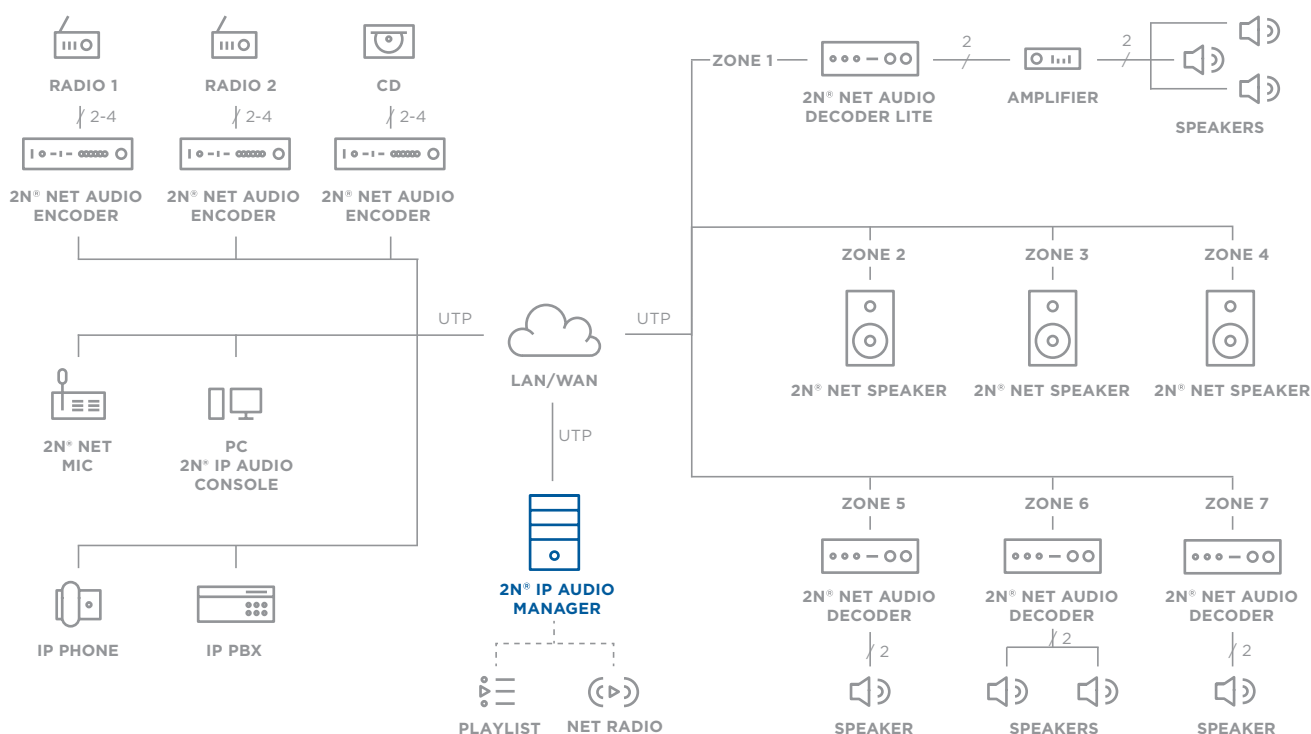 RADIO 1
RADIO 2
CD
2-4
2-4
2-4
2N® NET AUDIO
ENCODER
2N® NET AUDIO
ENCODER
2N® NET AUDIO
ENCODER
2N® NET
MIC
PC
2N® IP AUDIO
CONSOLE
IP PHONE
IP PBX
UTP
LAN/WAN
UTP
UTP
2N® IP AUDIO
MANAGER
PLAYLIST
NET RADIO
ZONE 1
2N® NET AUDIO
DECODER LITE
2
AMPLIFIER
2
SPEAKERS
ZONE 2
ZONE 3
ZONE 4
2N® NET SPEAKER
2N® NET SPEAKER
2N® NET SPEAKER
ZONE 5
ZONE 6
ZONE 7
2N® NET AUDIO
DECODER
2N® NET AUDIO
DECODER
2N® NET AUDIO
DECODER
2
2
2
SPEAKER
SPEAKERS
SPEAKER